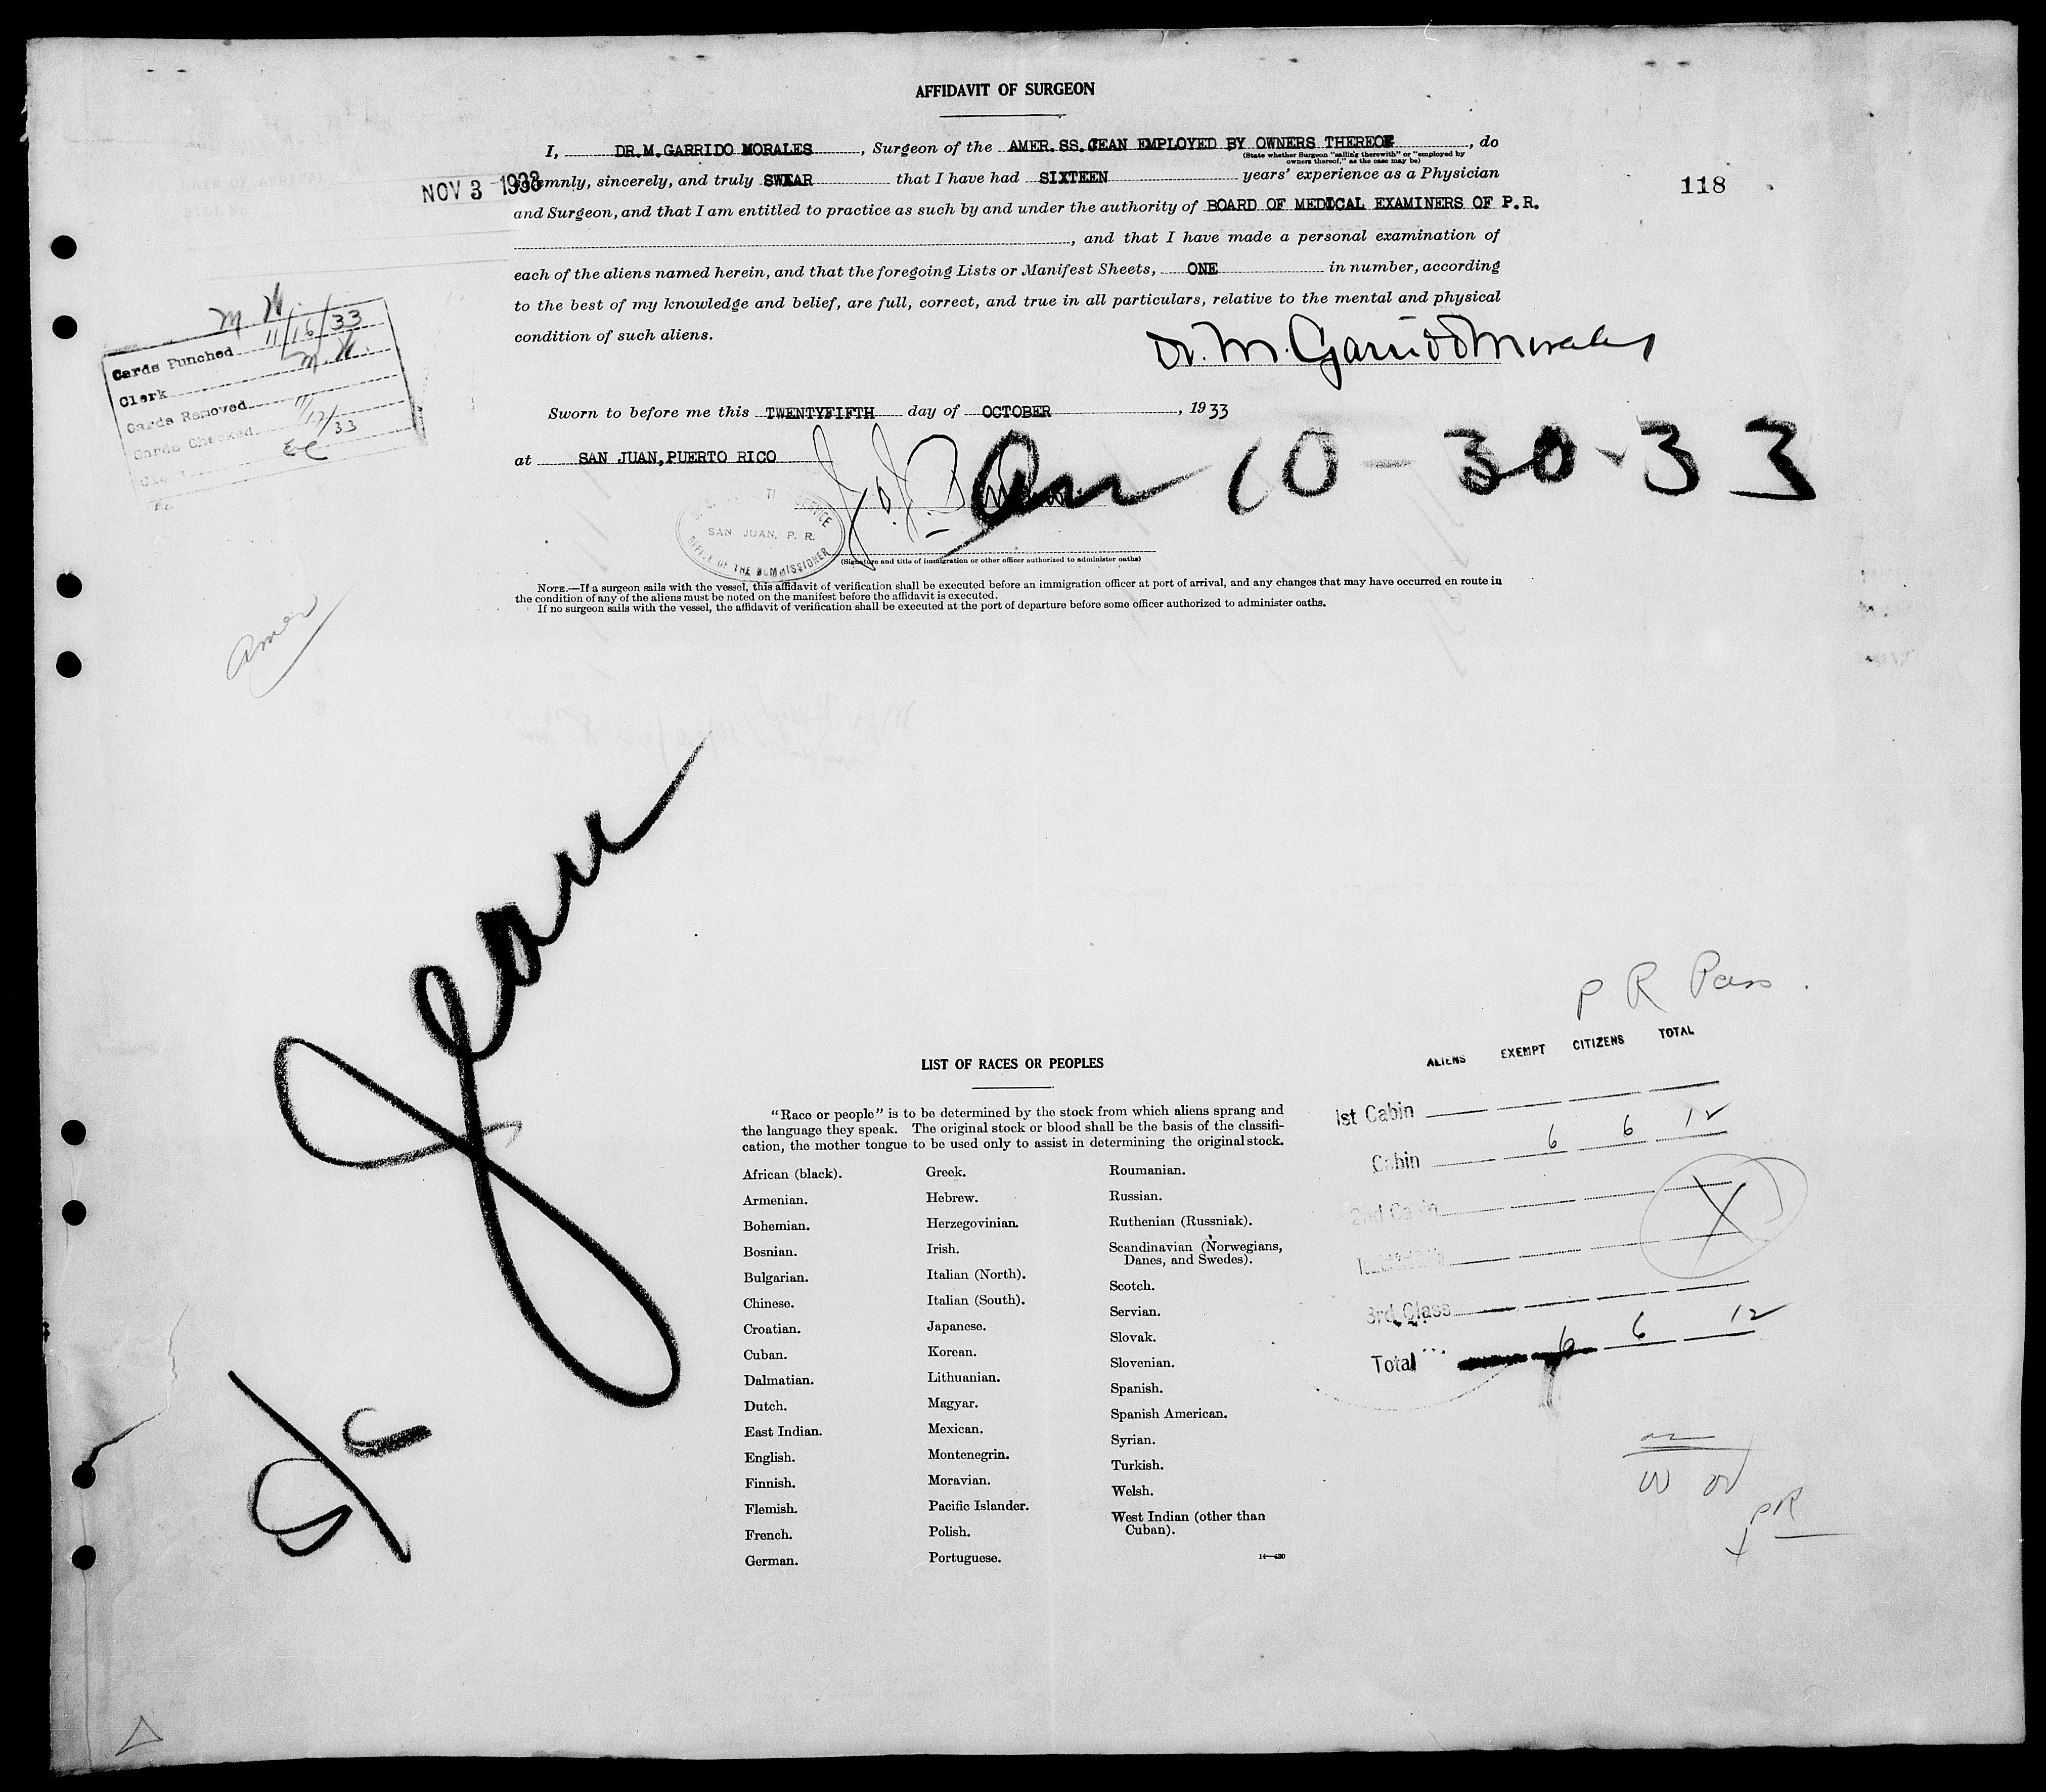 AFFIDAVIT OF SURGEON
I, DR.M.GARRIDO MORALES, Surgeon of the AMER.SS.JEAN EMPLOYED BY OWNERS THEREOF, do
(State whether Surgeon "sailing therewith" or "employed by
owners thereof," as the case may be)
solemnly, sincerely, and truly SWEAR that I have had SIXTEEN years' experience as a Physician
NOV 3 1933
118
and Surgeon, and that I am entitled to practice as such by and under the authority of BOARD OF MEDICAL EXAMINERS OF P.R.
, and that I have made a personal examination of
each of the aliens named herein, and that the foregoing Lists or Manifest Sheets, ONE in number, according
to the best of my knowledge and belief, are full, correct, and true in all particulars, relative to the mental and physical
condition of such aliens.
Dr. M. Garrido Morales
M. H.
Cards Punched 11/16/33
Clerk M. H.
Cards Removed
Cards Checked 11/17/33
EC
Sworn to before me this TWENTYFIFTH day of OCTOBER, 1933
at SAN JUAN, PUERTO RICO
Arr 10-30-33
SAN JUAN, P. R.
OFFICE OF THE COMMISSIONER
(Signature and title of immigration or other officer authorized to administer oaths)
NOTE.—If a surgeon sails with the vessel, this affidavit of verification shall be executed before an immigration officer at port of arrival, and any changes that may have occurred en route in
the condition of any of the aliens must be noted on the manifest before the affidavit is executed.
If no surgeon sails with the vessel, the affidavit of verification shall be executed at the port of departure before some officer authorized to administer oaths.
Amer
Jean
P R Pass.
ALIENS EXEMPT CITIZENS TOTAL
1st Cabin
Cabin 6 6 12
2nd Cabin
3rd Class
Total 6 6 12
PR
LIST OF RACES OR PEOPLES
"Race or people" is to be determined by the stock from which aliens sprang and
the language they speak. The original stock or blood shall be the basis of the classifi-
cation, the mother tongue to be used only to assist in determining the original stock.
African (black).
Armenian.
Bohemian.
Bosnian.
Bulgarian.
Chinese.
Croatian.
Cuban.
Dalmatian.
Dutch.
East Indian.
English.
Finnish.
Flemish.
French.
German.
Greek.
Hebrew.
Herzegovinian.
Irish.
Italian (North).
Italian (South).
Japanese.
Korean.
Lithuanian.
Magyar.
Mexican.
Montenegrin.
Moravian.
Pacific Islander.
Polish.
Portuguese.
Roumanian.
Russian.
Ruthenian (Russniak).
Scandinavian (Norwegians,
Danes, and Swedes).
Scotch.
Servian.
Slovak.
Slovenian.
Spanish.
Spanish American.
Syrian.
Turkish.
Welsh.
West Indian (other than
Cuban).
14—430